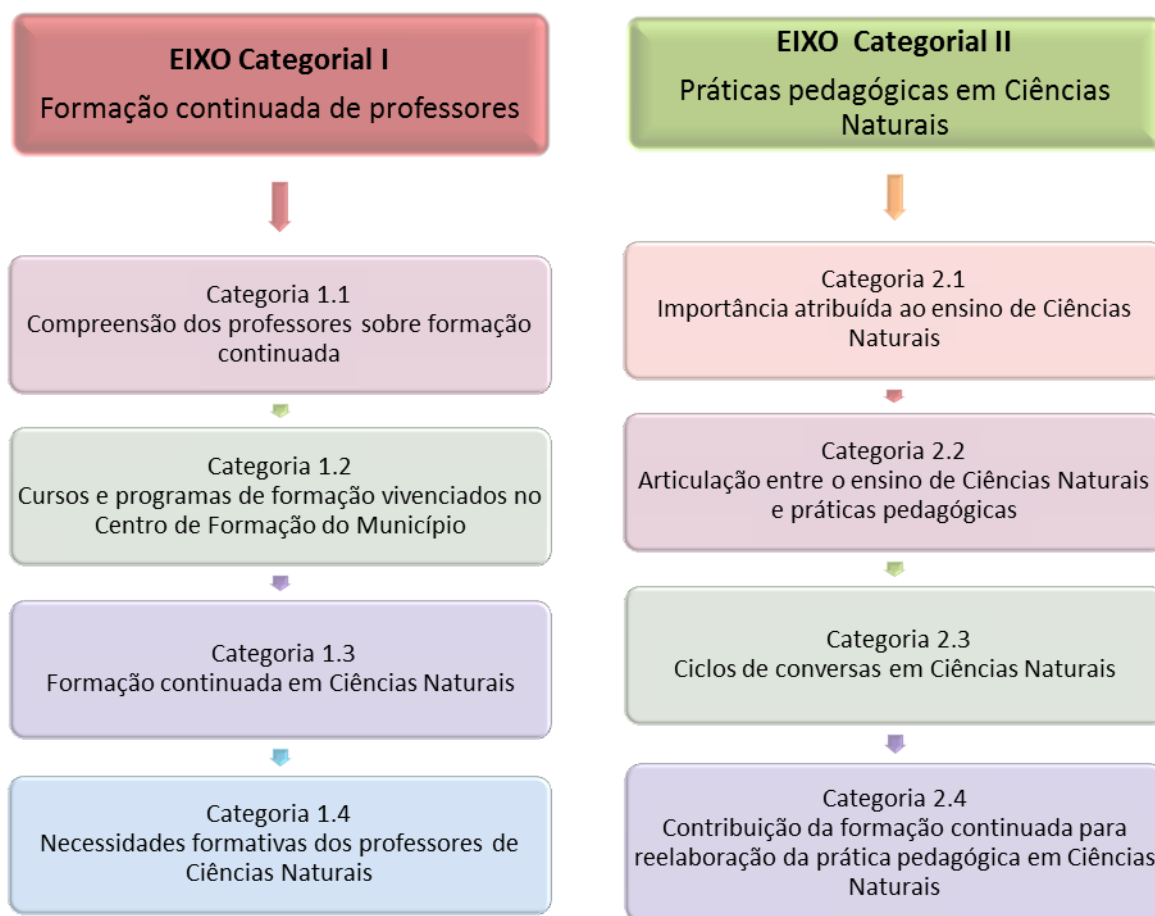 EIXO Categorial I
Formação continuada de professores
Categoria 1.1
Compreensão dos professores sobre formação
continuada
Categoria 1.2
Cursos e programas de formação vivenciados no
Centro de Formação do Município
Categoria 1.3
Formação continuada em Ciências Naturais
Categoria 1.4
Necessidades formativas dos professores de
Ciências Naturais
EIXO Categorial II
Práticas pedagógicas em Ciências
Naturais
Categoria 2.1
Importância atribuída ao ensino de Ciências
Naturais
Categoria 2.2
Articulação entre o ensino de Ciências Naturais
e práticas pedagógicas
Categoria 2.3
Ciclos de conversas em Ciências Naturais
Categoria 2.4
Contribuição da formação continuada para
reelaboração da prática pedagógica em Ciências
Naturais